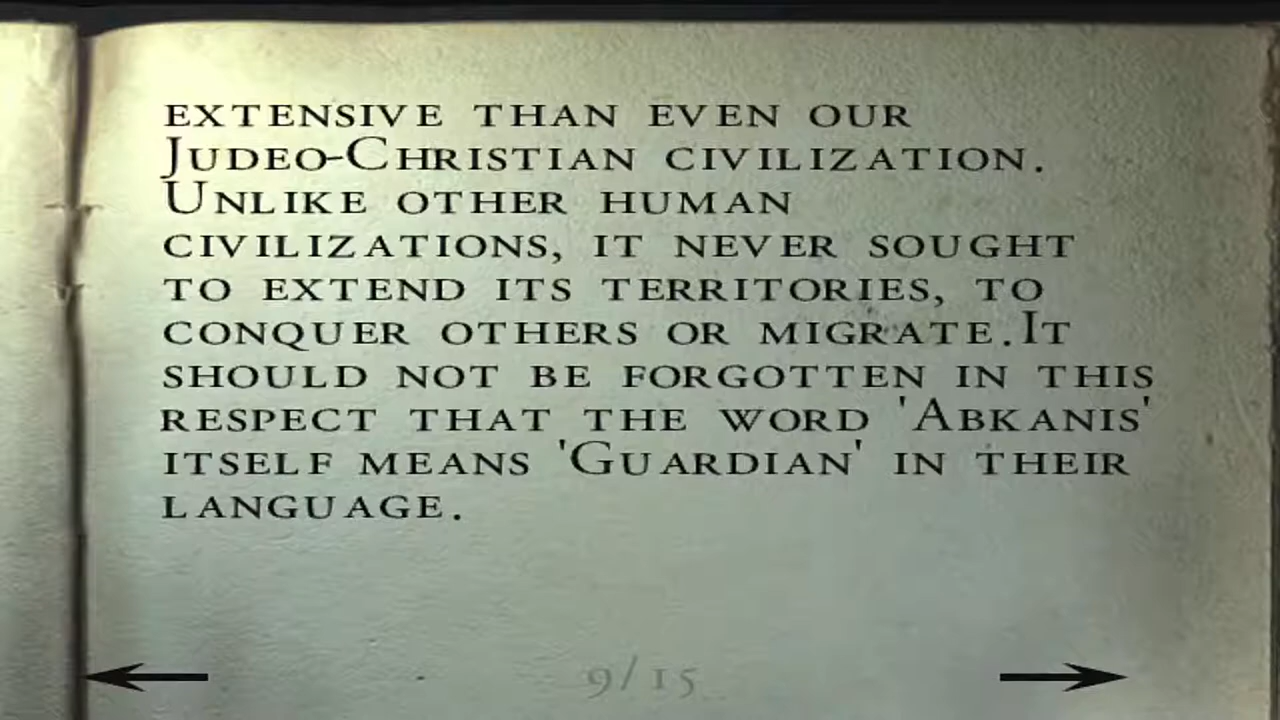 EXTENSIVE THAN EVEN OUR
JUDEO-CHRISTIAN CIVILIZATION.
UNLIKE OTHER HUMAN
CIVILIZATIONS, IT NEVER SOUGHT
TO EXTEND ITS TERRITORIES, TO
CONQUER OTHERS OR MIGRATE.IT
SHOULD NOT BE FORGOTTEN IN THIS
RESPECT THAT THE WORD 'ABKANIS'
ITSELF MEANS 'GUARDIAN' IN THEIR
LANGUAGE.
9/15